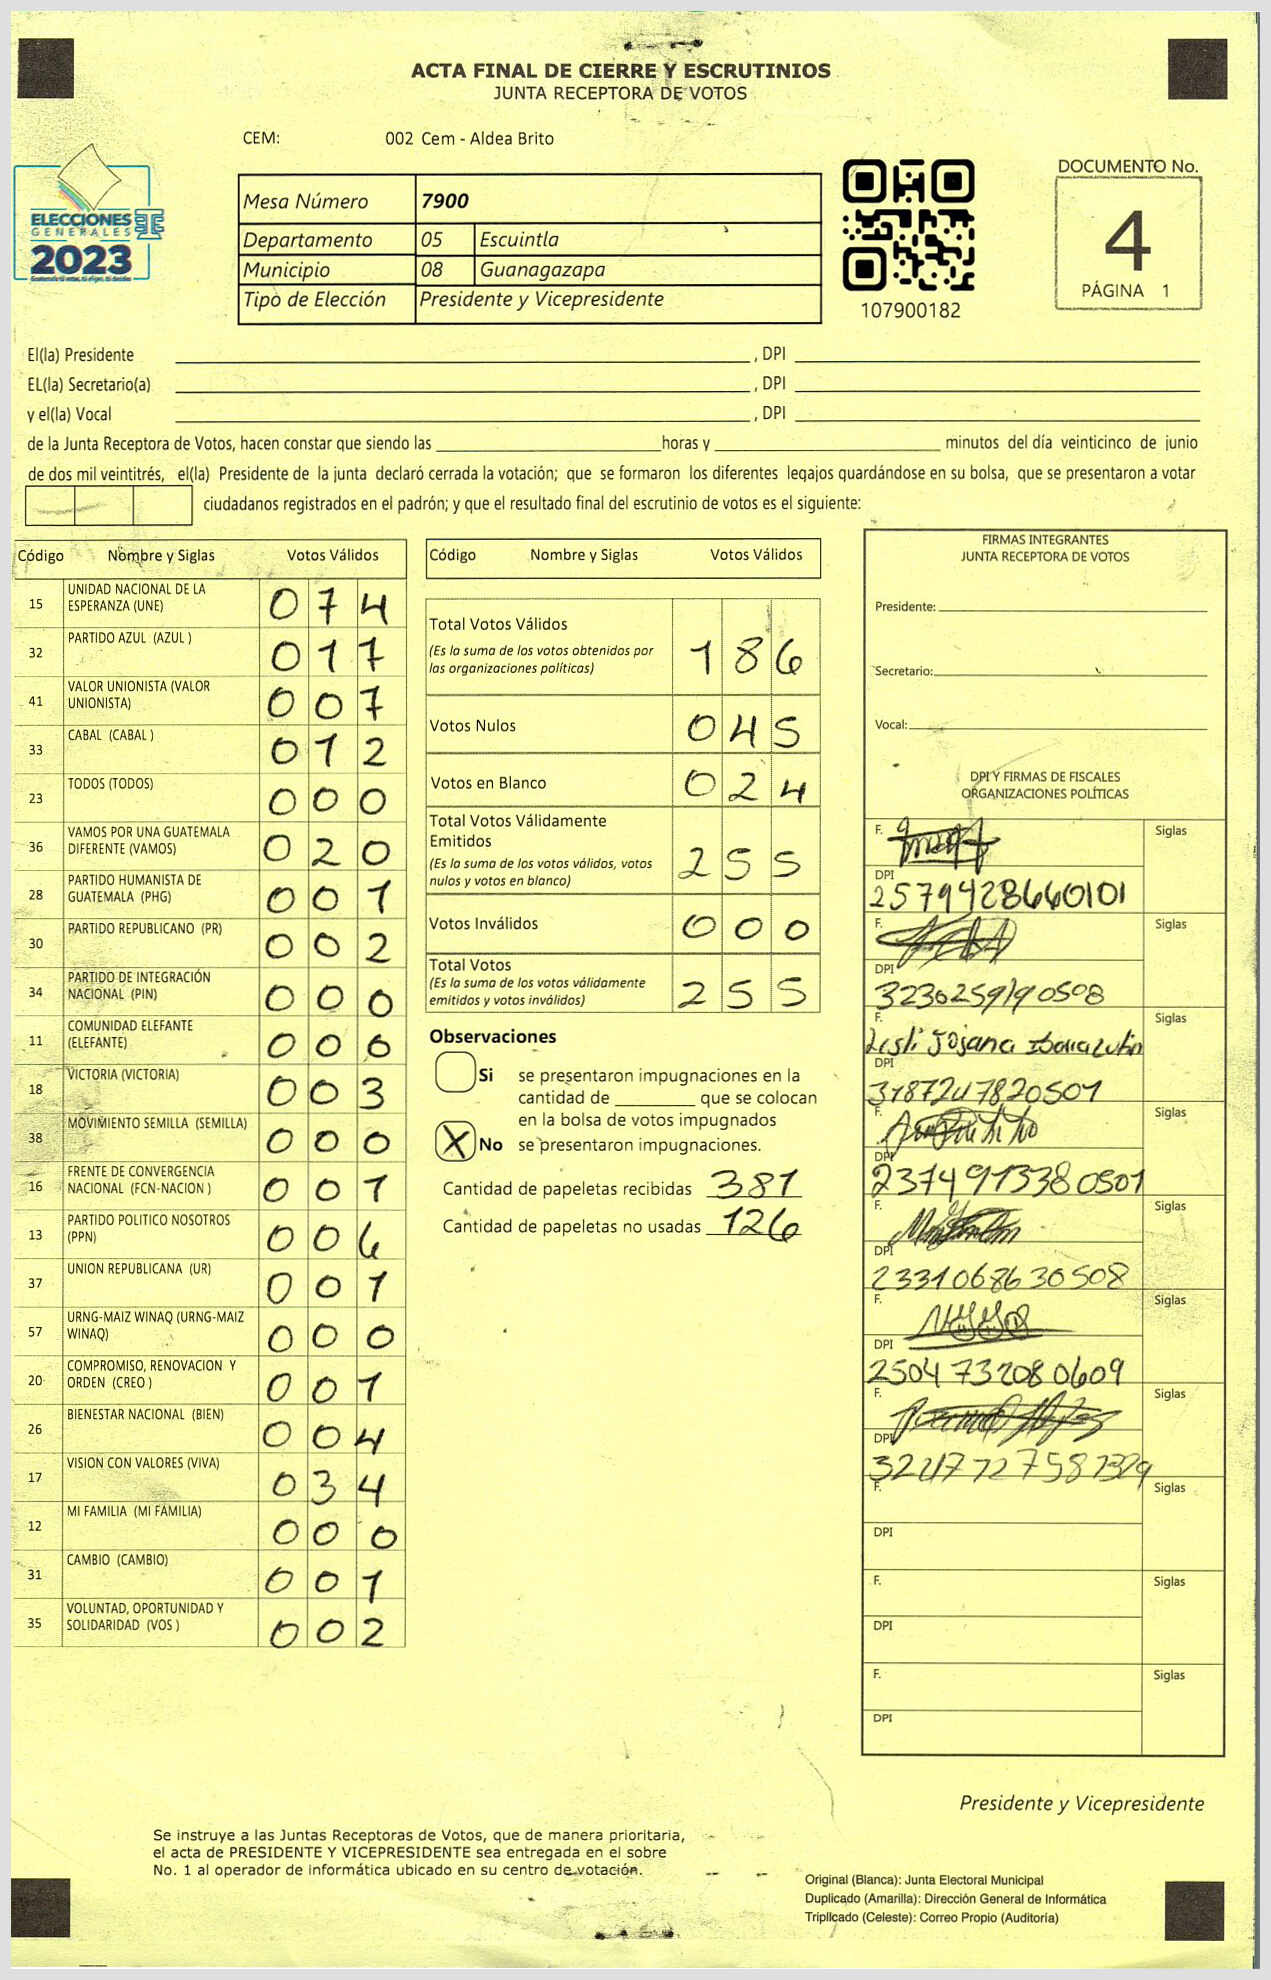 ACTA FINAL DE CIERRE Y ESCRUTINIOS
JUNTA RECEPTORA DE VOTOS
CEM: 002 Cem - Aldea Brito
ELECCIONES
GENERALES
2023
Mesa Número 7900
Departamento 05 Escuintla
Municipio 08 Guanagazapa
Tipo de Elección Presidente y Vicepresidente
107900182
DOCUMENTO No.
4
PÁGINA 1
El(la) Presidente , DPI
EL(la) Secretario(a) , DPI
y el(la) Vocal , DPI
de la Junta Receptora de Votos, hacen constar que siendo las horas y minutos del día veinticinco de junio
de dos mil veintitrés, el(la) Presidente de la junta declaró cerrada la votación; que se formaron los diferentes legajos guardándose en su bolsa, que se presentaron a votar
ciudadanos registrados en el padrón; y que el resultado final del escrutinio de votos es el siguiente:
Código Nombre y Siglas Votos Válidos
15 UNIDAD NACIONAL DE LA ESPERANZA (UNE) 074
32 PARTIDO AZUL (AZUL ) 017
41 VALOR UNIONISTA (VALOR UNIONISTA) 007
33 CABAL (CABAL ) 012
23 TODOS (TODOS) 000
36 VAMOS POR UNA GUATEMALA DIFERENTE (VAMOS) 020
28 PARTIDO HUMANISTA DE GUATEMALA (PHG) 001
30 PARTIDO REPUBLICANO (PR) 002
34 PARTIDO DE INTEGRACIÓN NACIONAL (PIN) 000
11 COMUNIDAD ELEFANTE (ELEFANTE) 000
18 VICTORIA (VICTORIA) 003
38 MOVIMIENTO SEMILLA (SEMILLA) 000
16 FRENTE DE CONVERGENCIA NACIONAL (FCN-NACION ) 001
13 PARTIDO POLITICO NOSOTROS (PPN) 006
37 UNION REPUBLICANA (UR) 001
57 URNG-MAIZ WINAQ (URNG-MAIZ WINAQ) 000
20 COMPROMISO, RENOVACION Y ORDEN (CREO ) 001
26 BIENESTAR NACIONAL (BIEN) 004
17 VISION CON VALORES (VIVA) 034
12 MI FAMILIA (MI FAMILIA) 000
31 CAMBIO (CAMBIO) 001
35 VOLUNTAD, OPORTUNIDAD Y SOLIDARIDAD (VOS ) 002
Código Nombre y Siglas Votos Válidos
Total Votos Válidos 186
(Es la suma de los votos obtenidos por
las organizaciones políticas)
Votos Nulos 045
Votos en Blanco 024
Total Votos Válidamente
Emitidos 255
(Es la suma de los votos válidos, votos
nulos y votos en blanco)
Votos Inválidos 000
Total Votos 255
(Es la suma de los votos válidamente
emitidos y votos inválidos)
Observaciones
Si se presentaron impugnaciones en la
cantidad de que se colocan
en la bolsa de votos impugnados
X No se presentaron impugnaciones.
Cantidad de papeletas recibidas 381
Cantidad de papeletas no usadas 126
FIRMAS INTEGRANTES
JUNTA RECEPTORA DE VOTOS
Presidente:
Secretario:
Vocal:
DPI Y FIRMAS DE FISCALES
ORGANIZACIONES POLÍTICAS
F. Siglas
DPI
2579428660101
F. Siglas
DPI
3230259190508
F. Siglas
DPI
3187247820501
F. Siglas
DPI
2374913380501
F. Siglas
DPI
2331068630508
F. Siglas
DPI
2504732080609
F. Siglas
DPI
F. Siglas
DPI
F. Siglas
DPI
F. Siglas
DPI
Presidente y Vicepresidente
Se instruye a las Juntas Receptoras de Votos, que de manera prioritaria,
el acta de PRESIDENTE Y VICEPRESIDENTE sea entregada en el sobre
No. 1 al operador de informática ubicado en su centro de votación.
Original (Blanca): Junta Electoral Municipal
Duplicado (Amarilla): Dirección General de Informática
Triplicado (Celeste): Correo Propio (Auditoría)